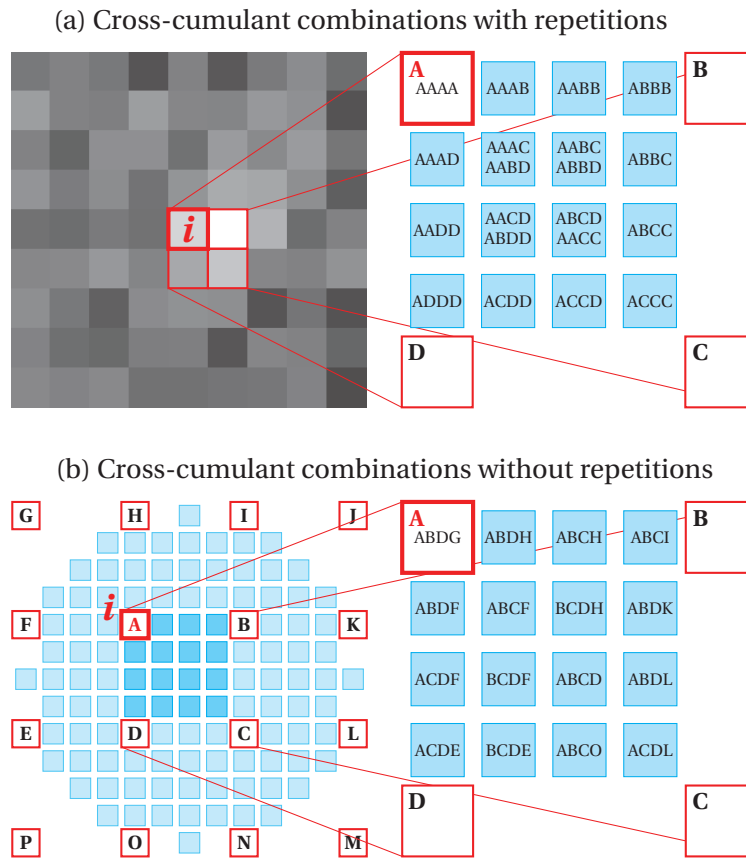 (a) Cross-cumulant combinations with repetitions
A B
AAAA AAAB AABB ABBB
AAAD AAAC AABC ABBC
AABD ABBD
i
AADD AACD ABCD ABCC
ABDD AACC
ADDD ACDD ACCD ACCC
D C
(b) Cross-cumulant combinations without repetitions
G H I J A B
ABDG ABDH ABCH ABCI
i
F A B K ABDF ABCF BCDH ABDK
ACDF BCDF ABCD ABDL
E D C L ACDE BCDE ABCO ACDL
D C
P O N M